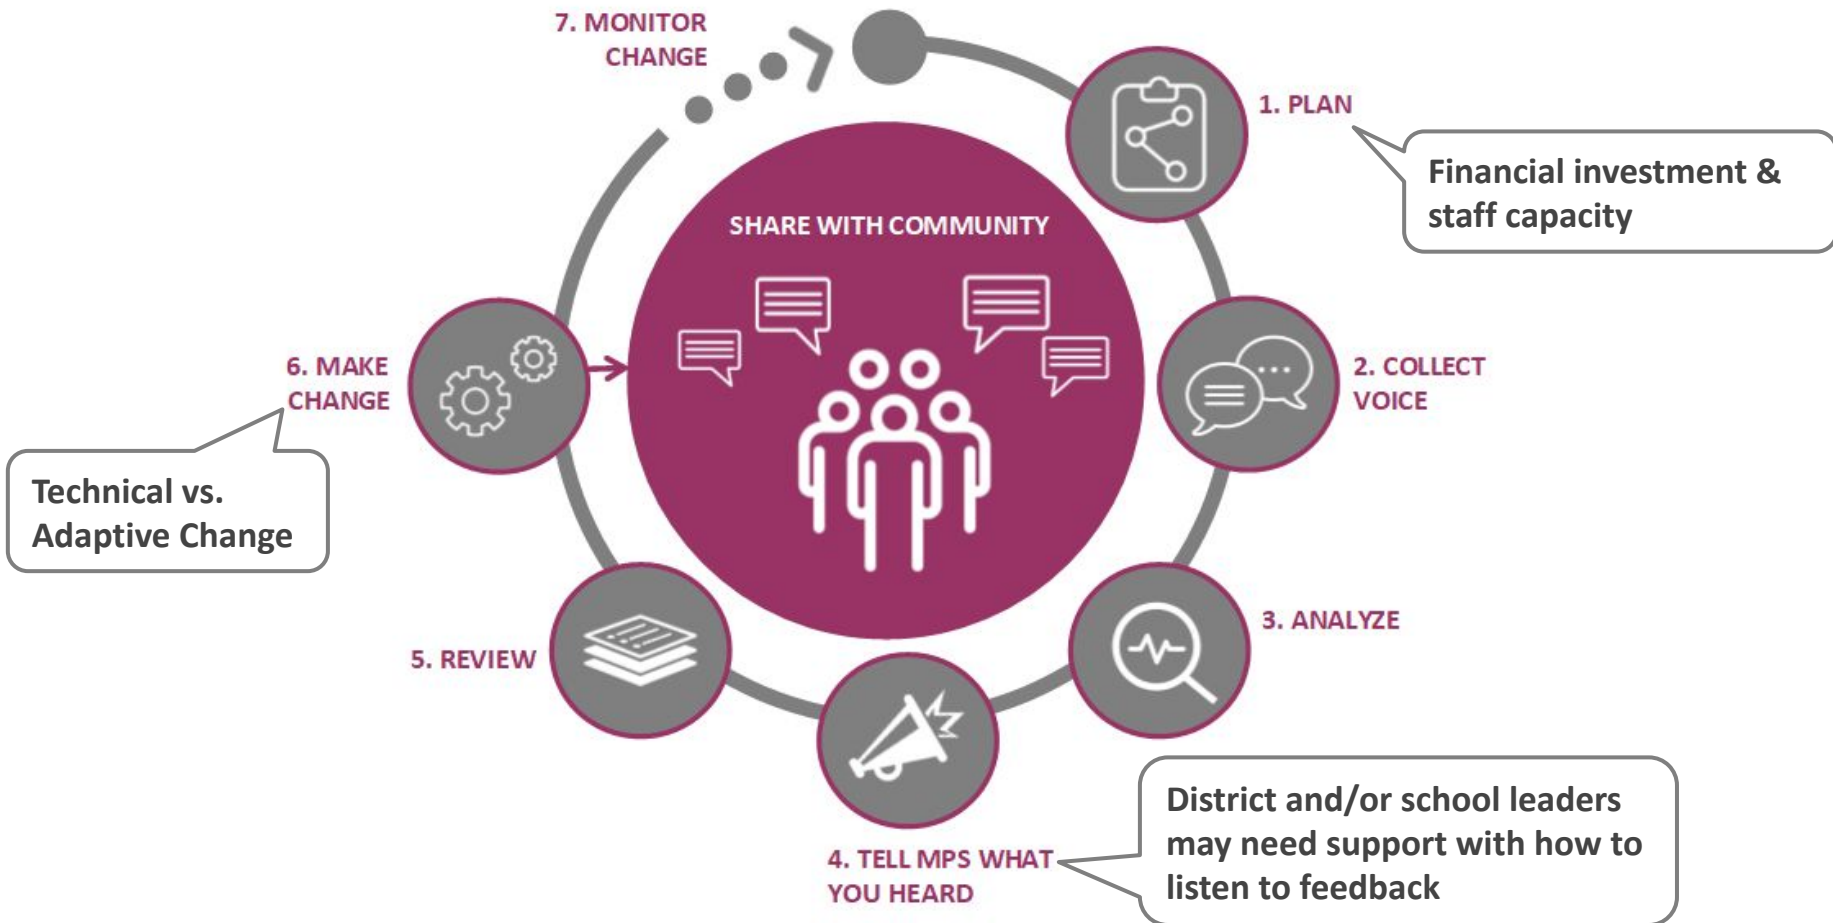 7. MONITOR
CHANGE
1. PLAN
Financial investment &
staff capacity
SHARE WITH COMMUNITY
2. COLLECT
VOICE
6. MAKE
CHANGE
Technical vs.
Adaptive Change
3. ANALYZE
5. REVIEW
4. TELL MPS WHAT
YOU HEARD
District and/or school leaders
may need support with how to
listen to feedback